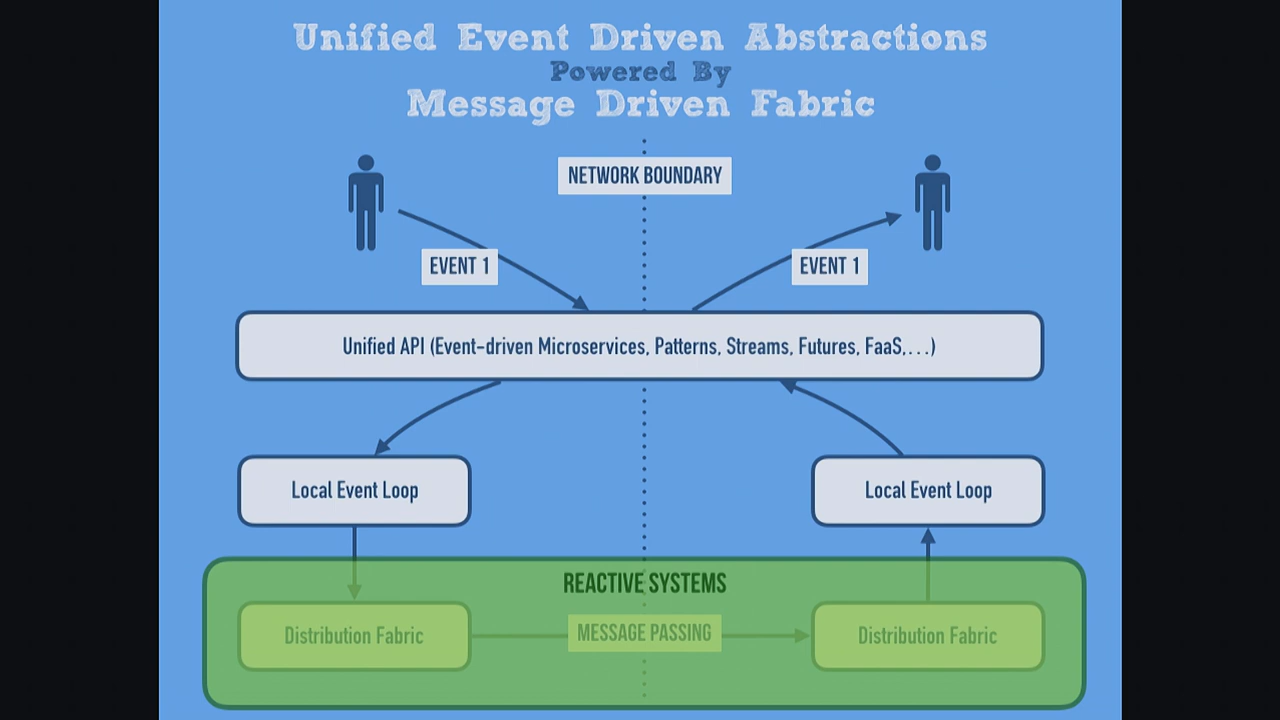 Unified Event Driven Abstractions
Powered By
Message Driven Fabric
NETWORK BOUNDARY
EVENT 1
EVENT 1
Unified API (Event-driven Microservices, Patterns, Streams, Futures, FaaS,...)
Local Event Loop
Local Event Loop
REACTIVE SYSTEMS
Distribution Fabric
MESSAGE PASSING
Distribution Fabric